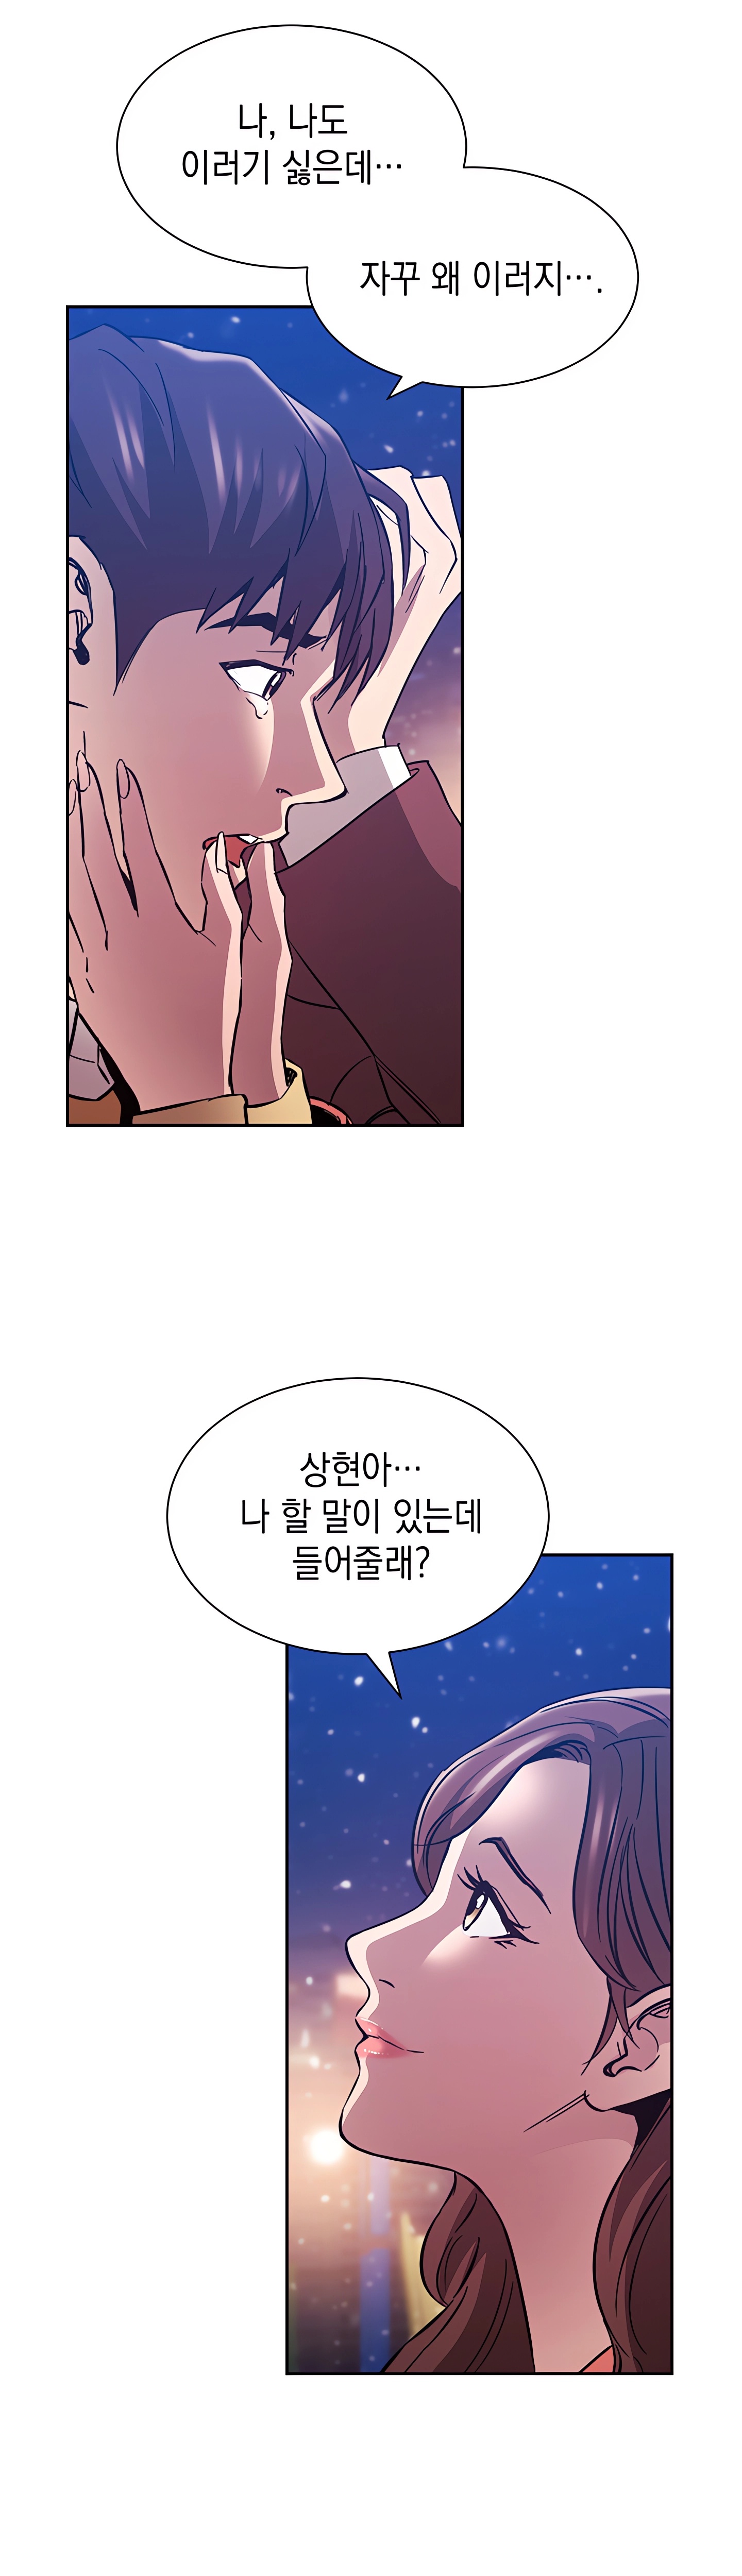 나, 나도
이러기 싫은데…
자꾸 왜 이러지….
상현아…
나 할 말이 있는데
들어줄래?